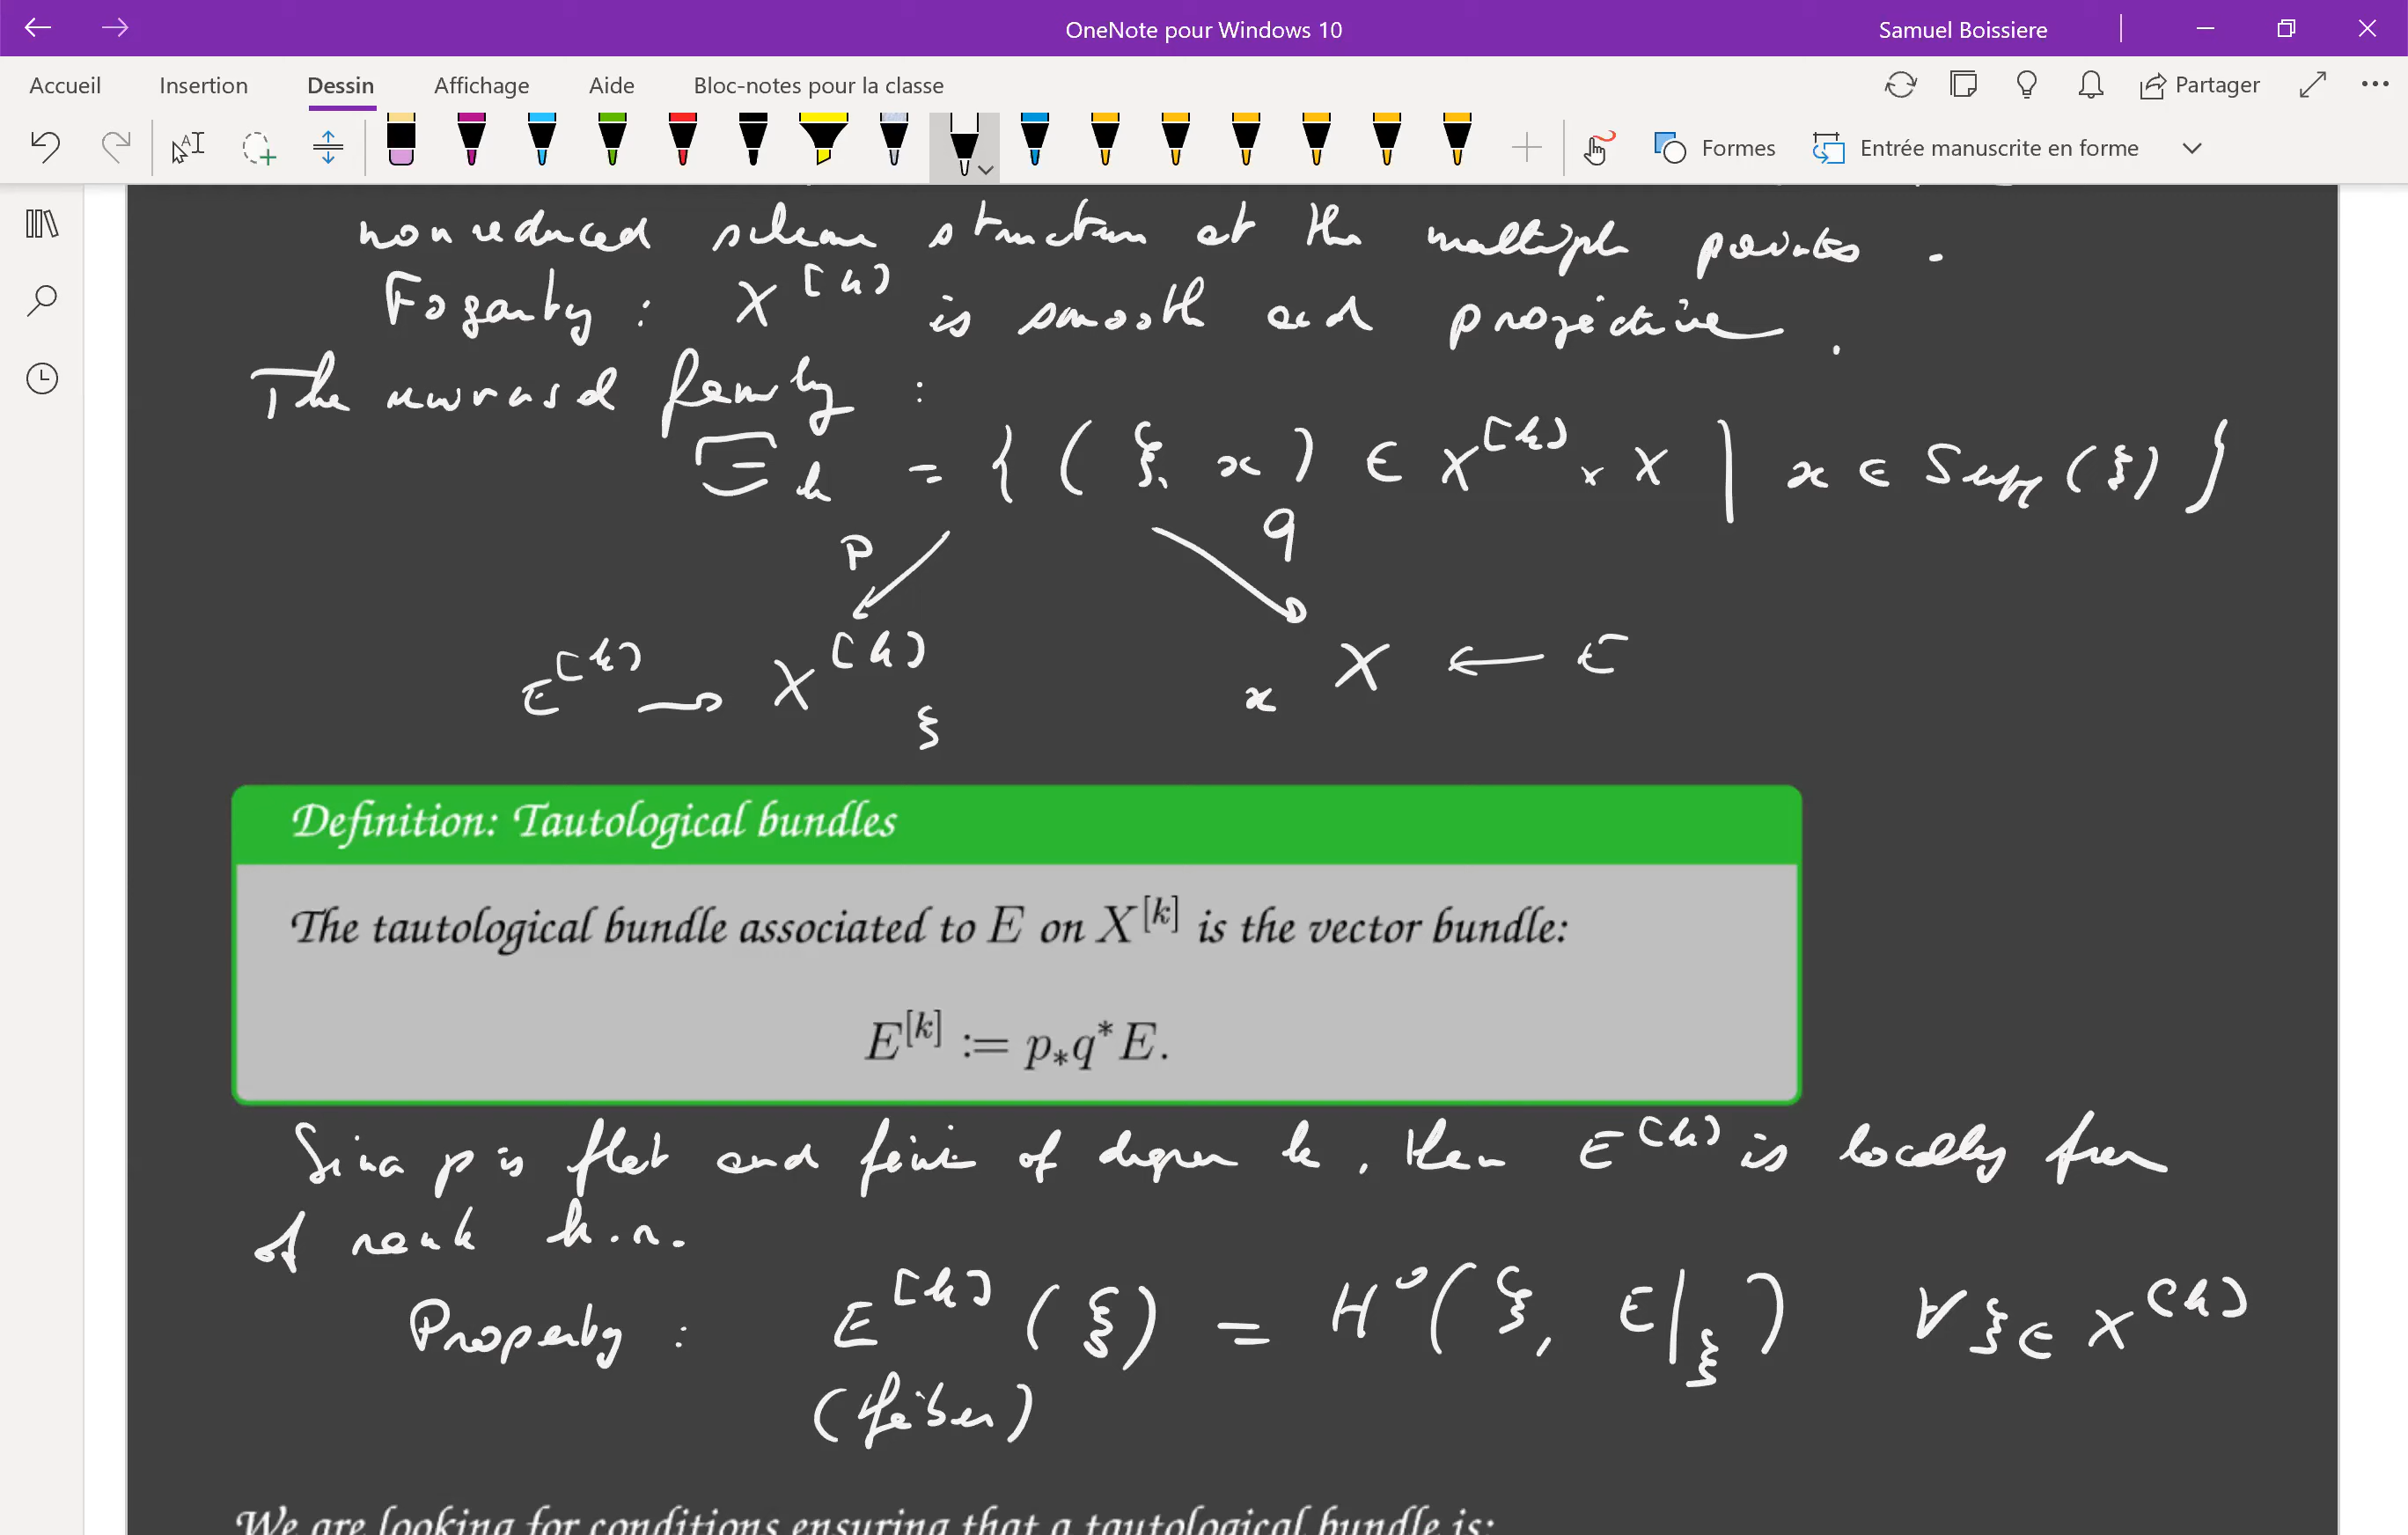 OneNote pour Windows 10
Samuel Boissiere
Accueil Insertion Dessin Affichage Aide Bloc-notes pour la classe Partager
Formes Entrée manuscrite en forme
nonreduced scheme structure at the multiple points.
Fogarty : X^[k] is smooth and projective.
The universal family :
Ξ_k = { (ξ, x) ∈ X^[k] × X | x ∈ Supp(ξ) }
p q
E^[k] → X^[k] X ← E
ξ x
Definition: Tautological bundles
The tautological bundle associated to E on X^[k] is the vector bundle:
E^[k] := p_*q^*E.
Since p is flat and finite of degree k, then E^[k] is locally free
of rank k.r.
Property : E^[k](ξ) = H^0(ξ, E|_ξ) ∀ξ ∈ X^[k]
(fiber)
We are looking for conditions ensuring that a tautological bundle is: